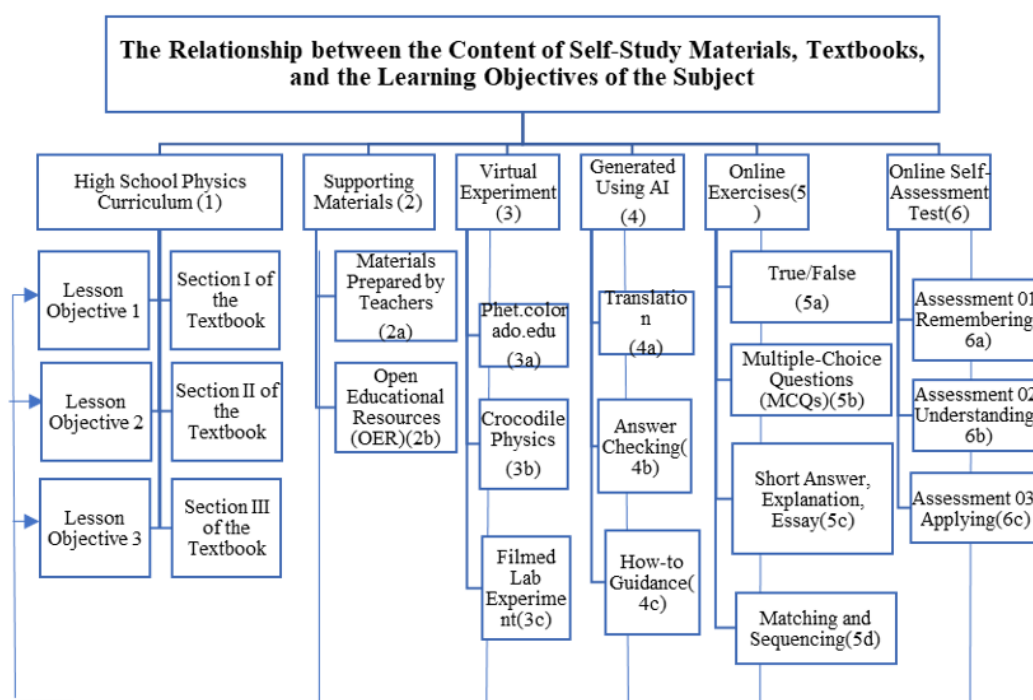 The Relationship between the Content of Self-Study Materials, Textbooks,
and the Learning Objectives of the Subject
High School Physics
Curriculum (1)
Supporting
Materials (2)
Virtual
Experiment
(3)
Generated
Using AI
(4)
Online
Exercises(5
)
Online Self-
Assessment
Test(6)
Lesson
Objective 1
Section I of
the
Textbook
Lesson
Objective 2
Section II of
the
Textbook
Lesson
Objective 3
Section III
of the
Textbook
Materials
Prepared by
Teachers
(2a)
Open
Educational
Resources
(OER)(2b)
Phet.color
ado.edu
(3a)
Crocodile
Physics
(3b)
Filmed
Lab
Experime
nt(3c)
Translatio
n
(4a)
Answer
Checking(
4b)
How-to
Guidance(
4c)
True/False
(5a)
Multiple-Choice
Questions
(MCQs)(5b)
Short Answer,
Explanation,
Essay(5c)
Matching and
Sequencing(5d)
Assessment 01
Remembering
6a)
Assessment 02
Understanding
6b)
Assessment 03
Applying(6c)